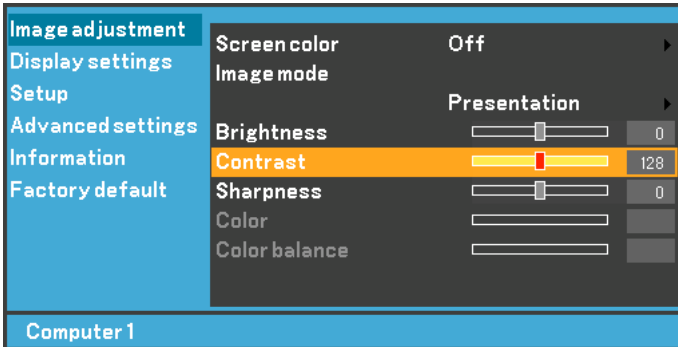 Image adjustment
Display settings
Setup
Advanced settings
Information
Factory default
Screen color Off
Image mode
Presentation
Brightness 0
Contrast 128
Sharpness 0
Color
Color balance
Computer 1